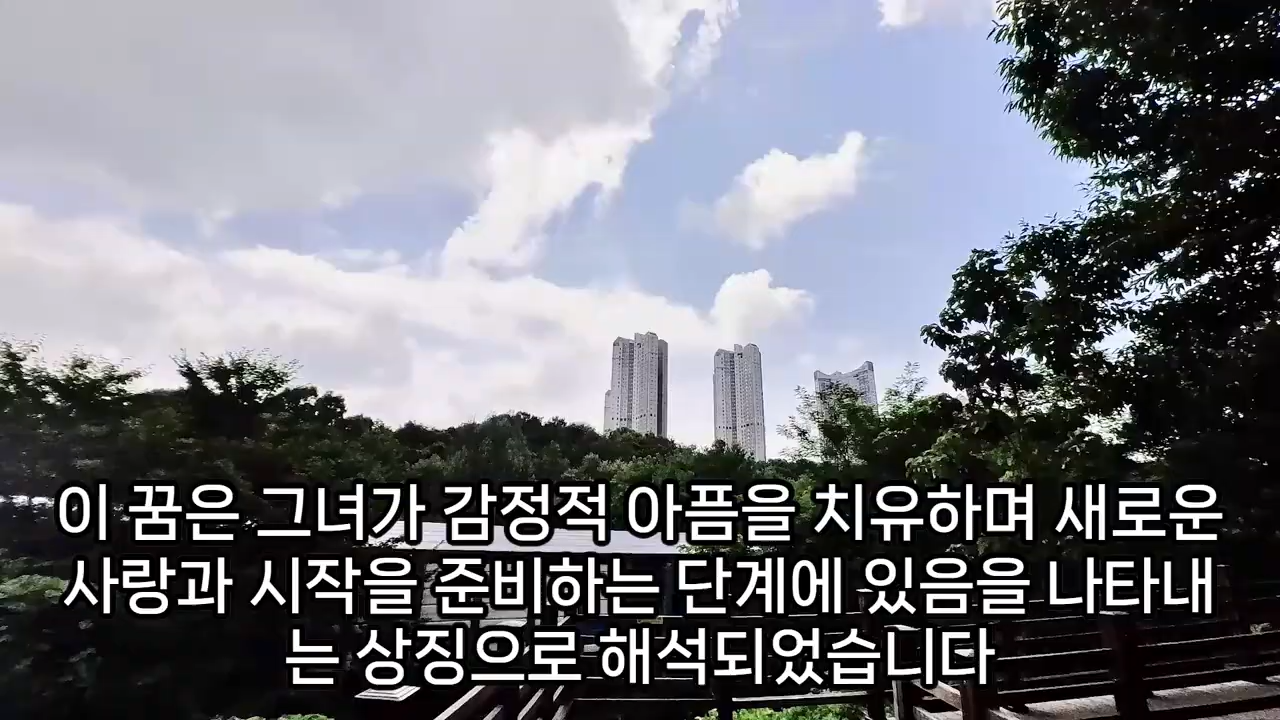 이 꿈은 그녀가 감정적 아픔을 치유하며 새로운
사랑과 시작을 준비하는 단계에 있음을 나타내
는 상징으로 해석되었습니다